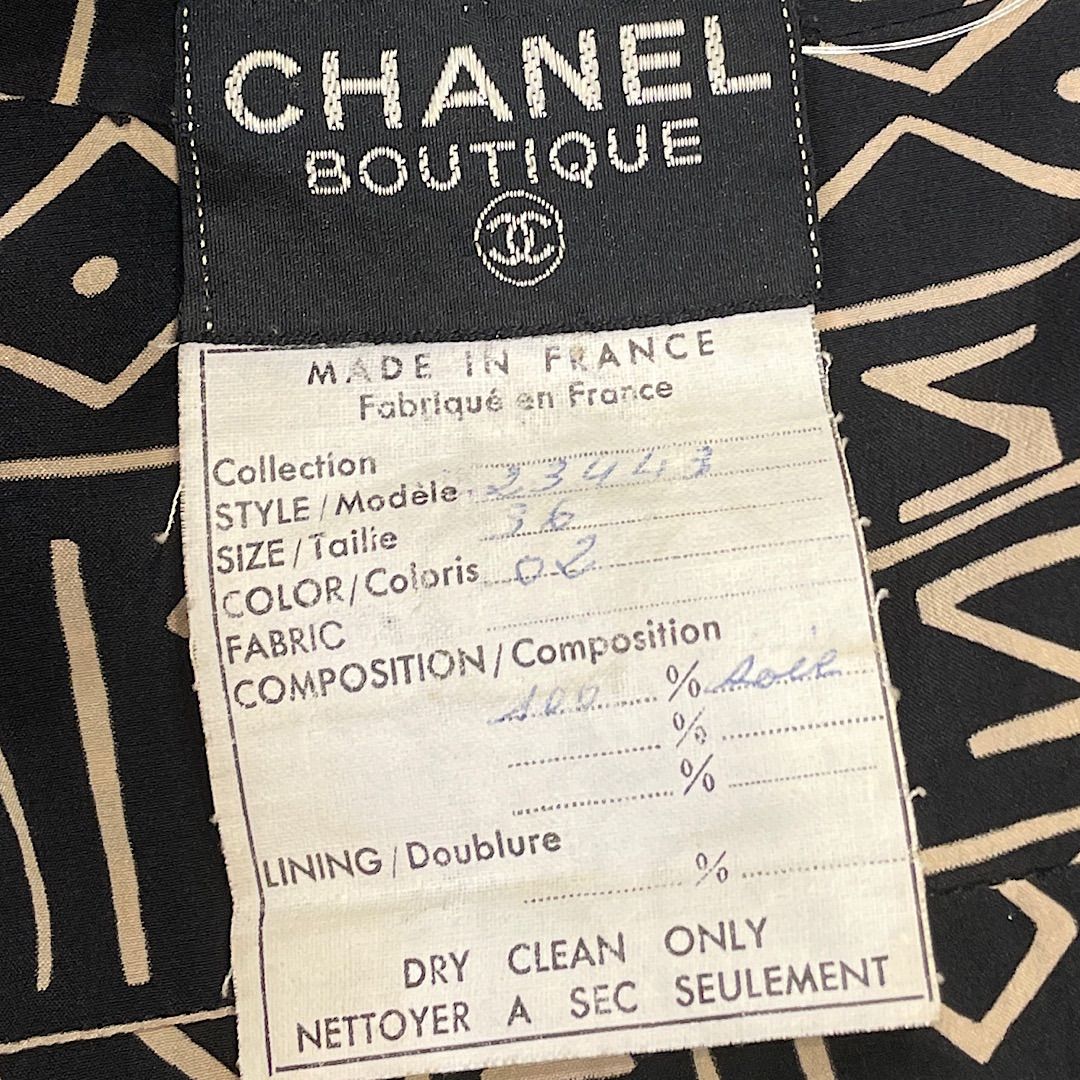 CHANEL
BOUTIQUE
MADE IN FRANCE
Fabriqué en France
Collection
STYLE/Modèle 23443
SIZE/Taille 36
COLOR/Coloris 02
FABRIC
COMPOSITION/Composition
100 %
%
%
LINING/Doublure
%
DRY CLEAN ONLY
NETTOYER A SEC SEULEMENT